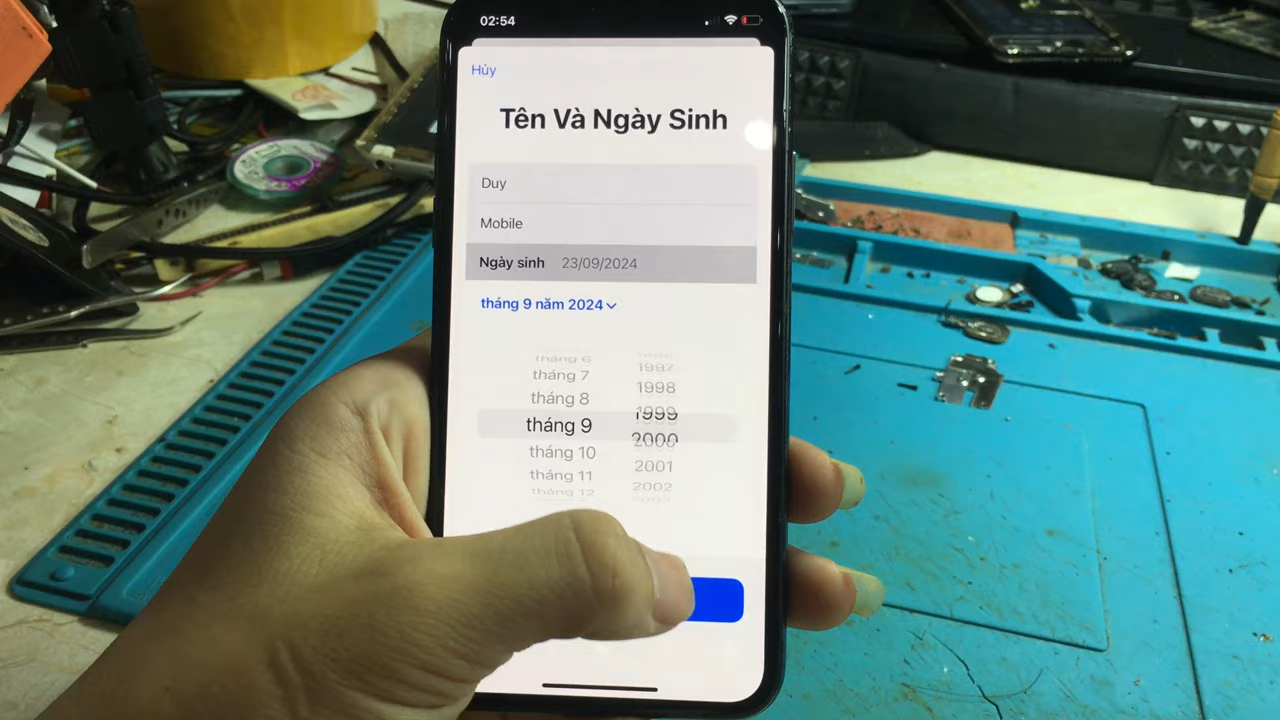 02:54
Hủy
Tên Và Ngày Sinh
Duy
Mobile
Ngày sinh 23/09/2024
tháng 9 năm 2024
tháng 6
tháng 7 1997
tháng 8 1998
tháng 9 1999
2000
tháng 10
tháng 11 2001
tháng 12 2002